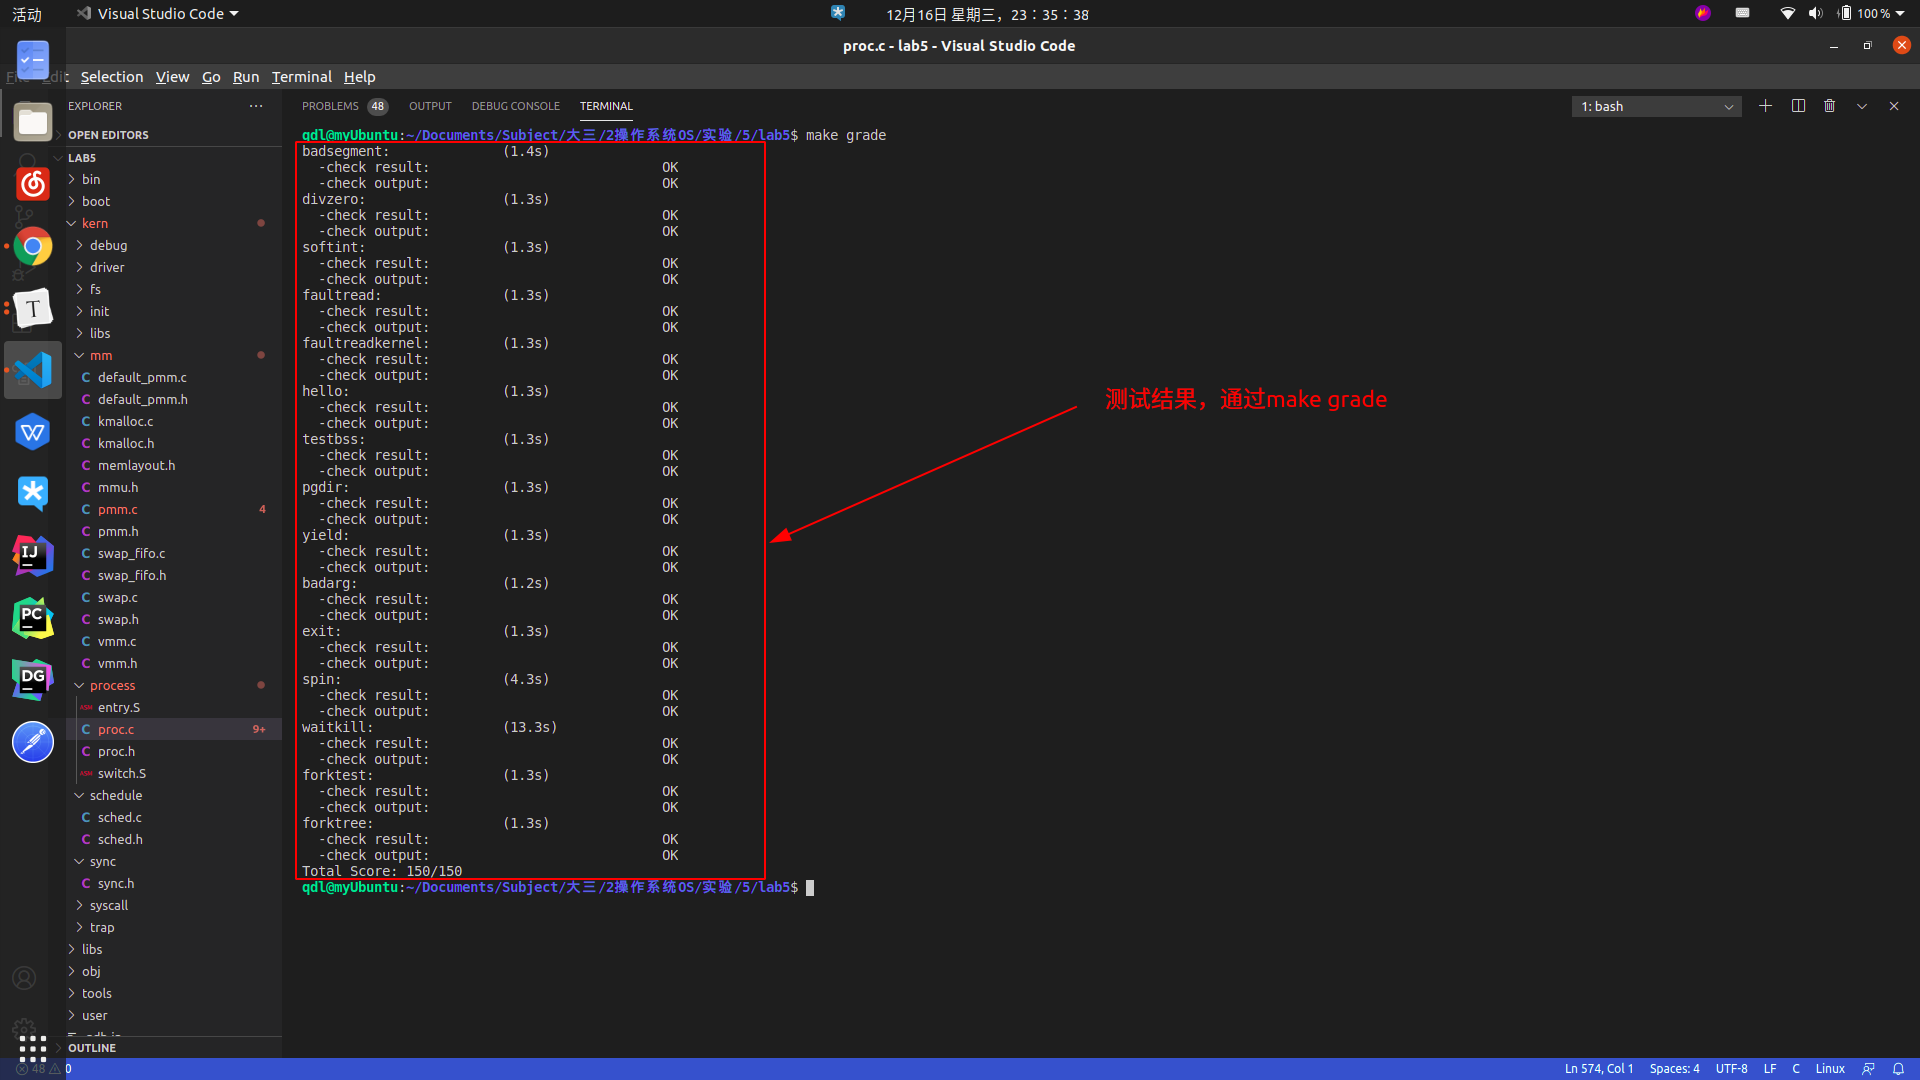 活动
Visual Studio Code
12月16日 星期三，23：35：38
100 %
proc.c - lab5 - Visual Studio Code
File Edit Selection View Go Run Terminal Help
EXPLORER
OPEN EDITORS
LAB5
bin
boot
kern
debug
driver
fs
init
libs
mm
C default_pmm.c
C default_pmm.h
C kmalloc.c
C kmalloc.h
C memlayout.h
C mmu.h
C pmm.c 4
C pmm.h
C swap_fifo.c
C swap_fifo.h
C swap.c
C swap.h
C vmm.c
C vmm.h
process
ASM entry.S
C proc.c 9+
C proc.h
ASM switch.S
schedule
C sched.c
C sched.h
sync
C sync.h
syscall
trap
libs
obj
tools
user
OUTLINE
PROBLEMS 48 OUTPUT DEBUG CONSOLE TERMINAL
1: bash
qdl@myUbuntu:~/Documents/Subject/大三/2操作系统OS/实验/5/lab5$ make grade
badsegment: (1.4s)
-check result: OK
-check output: OK
divzero: (1.3s)
-check result: OK
-check output: OK
softint: (1.3s)
-check result: OK
-check output: OK
faultread: (1.3s)
-check result: OK
-check output: OK
faultreadkernel: (1.3s)
-check result: OK
-check output: OK
hello: (1.3s)
-check result: OK
-check output: OK
testbss: (1.3s)
-check result: OK
-check output: OK
pgdir: (1.3s)
-check result: OK
-check output: OK
yield: (1.3s)
-check result: OK
-check output: OK
badarg: (1.2s)
-check result: OK
-check output: OK
exit: (1.3s)
-check result: OK
-check output: OK
spin: (4.3s)
-check result: OK
-check output: OK
waitkill: (13.3s)
-check result: OK
-check output: OK
forktest: (1.3s)
-check result: OK
-check output: OK
forktree: (1.3s)
-check result: OK
-check output: OK
Total Score: 150/150
qdl@myUbuntu:~/Documents/Subject/大三/2操作系统OS/实验/5/lab5$
测试结果，通过make grade
T
W
IJ
PC
DG
48 0
Ln 574, Col 1 Spaces: 4 UTF-8 LF C Linux